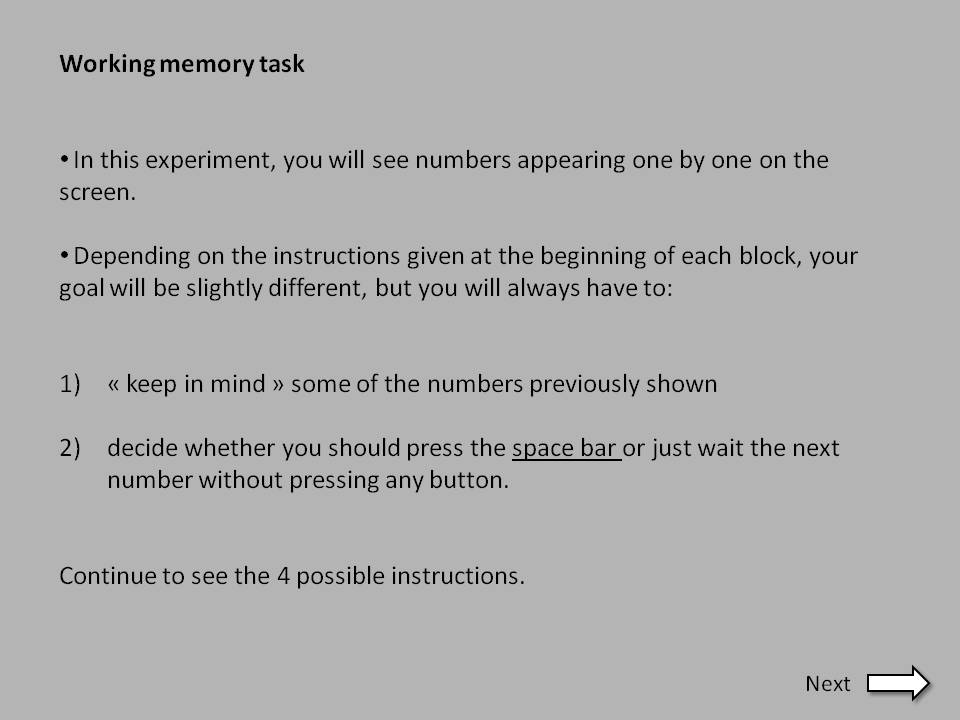 Working memory task
• In this experiment, you will see numbers appearing one by one on the
screen.
• Depending on the instructions given at the beginning of each block, your
goal will be slightly different, but you will always have to:
1) « keep in mind » some of the numbers previously shown
2) decide whether you should press the space bar or just wait the next
number without pressing any button.
Continue to see the 4 possible instructions.
Next